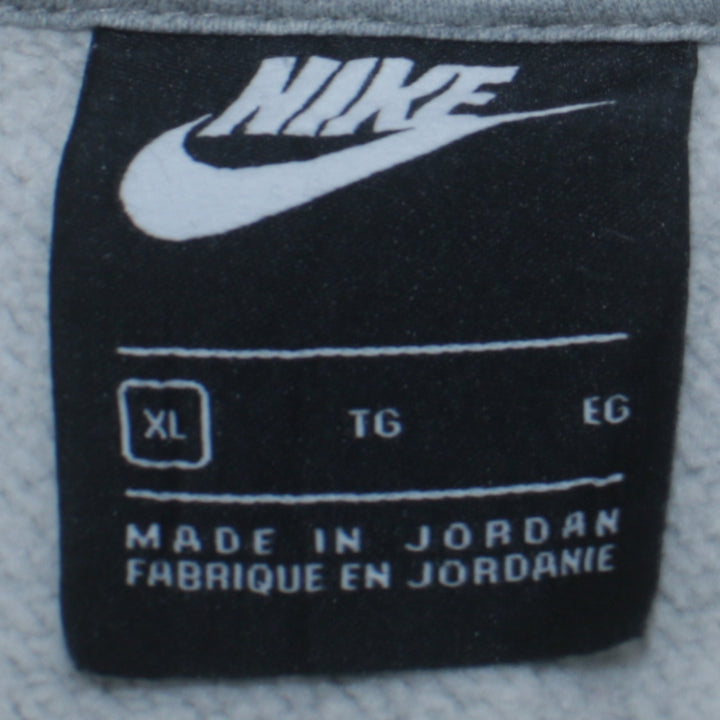 NIKE
XL TG EG
MADE IN JORDAN
FABRIQUE EN JORDANIE